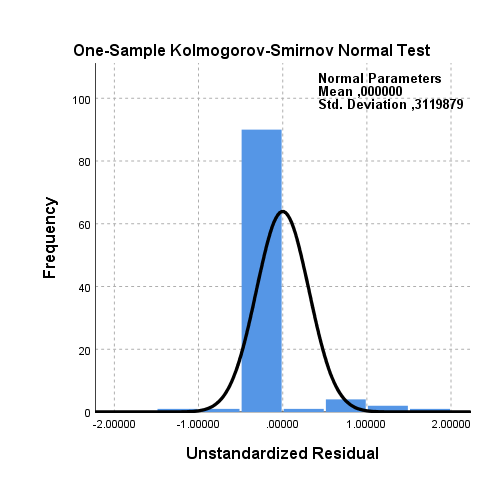 One-Sample Kolmogorov-Smirnov Normal Test
Normal Parameters
Mean ,000000
Std. Deviation ,3119879
100
80
60
40
20
0
Frequency
-2.00000 -1.00000 .00000 1.00000 2.00000
Unstandardized Residual